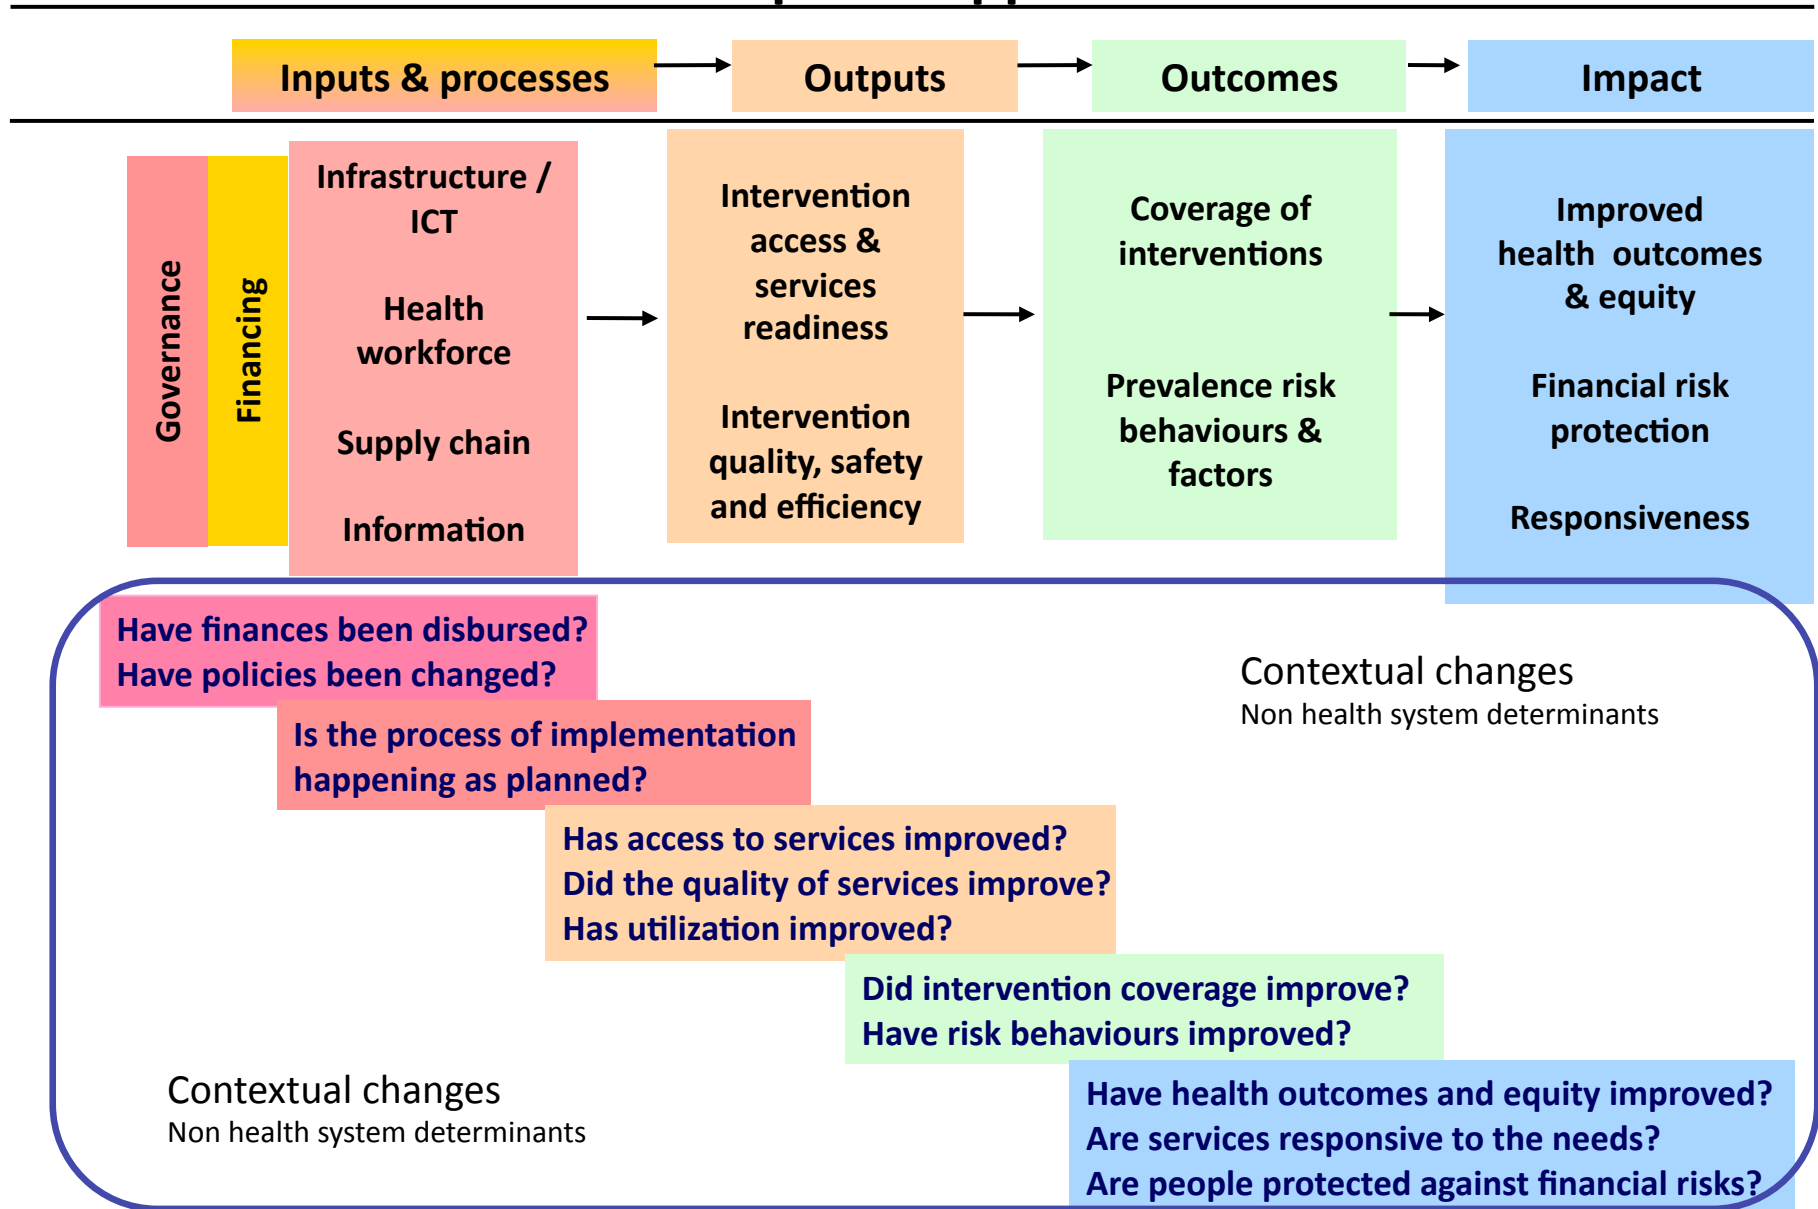 Inputs & processes
Outputs
Outcomes
Impact
Governance
Financing
Infrastructure /
ICT
Health
workforce
Supply chain
Information
Intervention
access &
services
readiness
Intervention
quality, safety
and efficiency
Coverage of
interventions
Prevalence risk
behaviours &
factors
Improved
health outcomes
& equity
Financial risk
protection
Responsiveness
Have finances been disbursed?
Have policies been changed?
Contextual changes
Non health system determinants
Is the process of implementation
happening as planned?
Has access to services improved?
Did the quality of services improve?
Has utilization improved?
Did intervention coverage improve?
Have risk behaviours improved?
Contextual changes
Non health system determinants
Have health outcomes and equity improved?
Are services responsive to the needs?
Are people protected against financial risks?